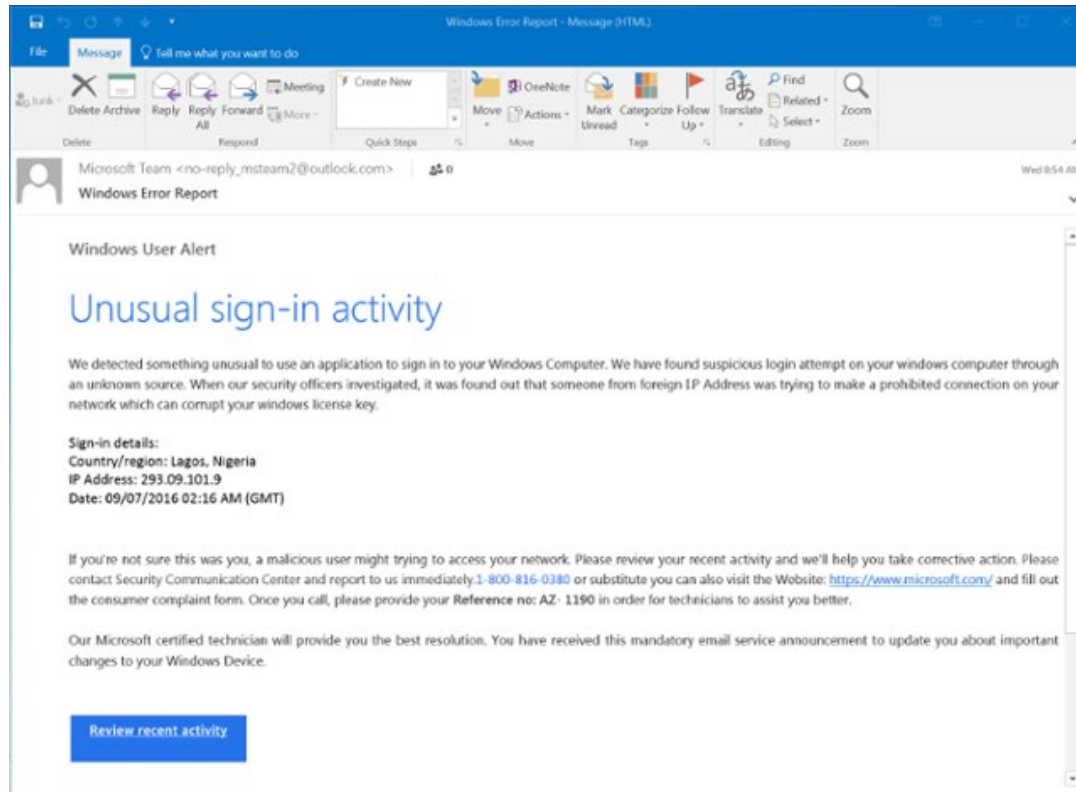 Windows Error Report - Message (HTML)
File Message Tell me what you want to do
Junk
Delete Archive Reply Reply All Forward Meeting More
Create New
Move OneNote Actions
Mark Unread Categorize Follow Up
Translate Find Related Select
Zoom
Delete Respond Quick Steps Move Tags Editing Zoom
Microsoft Team <no-reply_msteam2@outlook.com> 0 Wed 8:54 AM
Windows Error Report
Windows User Alert
Unusual sign-in activity
We detected something unusual to use an application to sign in to your Windows Computer. We have found suspicious login attempt on your windows computer through
an unknown source. When our security officers investigated, it was found out that someone from foreign IP Address was trying to make a prohibited connection on your
network which can corrupt your windows license key.
Sign-in details:
Country/region: Lagos, Nigeria
IP Address: 293.09.101.9
Date: 09/07/2016 02:16 AM (GMT)
If you're not sure this was you, a malicious user might trying to access your network. Please review your recent activity and we'll help you take corrective action. Please
contact Security Communication Center and report to us immediately.1-800-816-0380 or substitute you can also visit the Website: https://www.microsoft.com/ and fill out
the consumer complaint form. Once you call, please provide your Reference no: AZ- 1190 in order for technicians to assist you better.
Our Microsoft certified technician will provide you the best resolution. You have received this mandatory email service announcement to update you about important
changes to your Windows Device.
Review recent activity